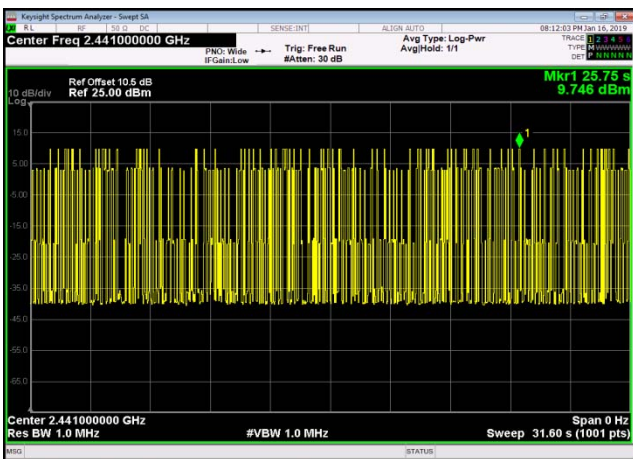 Keysight Spectrum Analyzer - Swept SA
RL RF 50 Ω DC SENSE:INT ALIGN AUTO 08:12:03 PM Jan 16, 2019
Center Freq 2.441000000 GHz
PNO: Wide
IFGain:Low
Trig: Free Run
#Atten: 30 dB
Avg Type: Log-Pwr
Avg|Hold: 1/1
TRACE 1 2 3 4 5 6
TYPE M W W W W W
DET P N N N N N
Ref Offset 10.5 dB
Ref 25.00 dBm
10 dB/div
Log
Mkr1 25.75 s
9.746 dBm
1
15.0
5.00
-5.00
-15.0
-25.0
-35.0
-45.0
-55.0
-65.0
Center 2.441000000 GHz Span 0 Hz
Res BW 1.0 MHz #VBW 1.0 MHz Sweep 31.60 s (1001 pts)
MSG STATUS